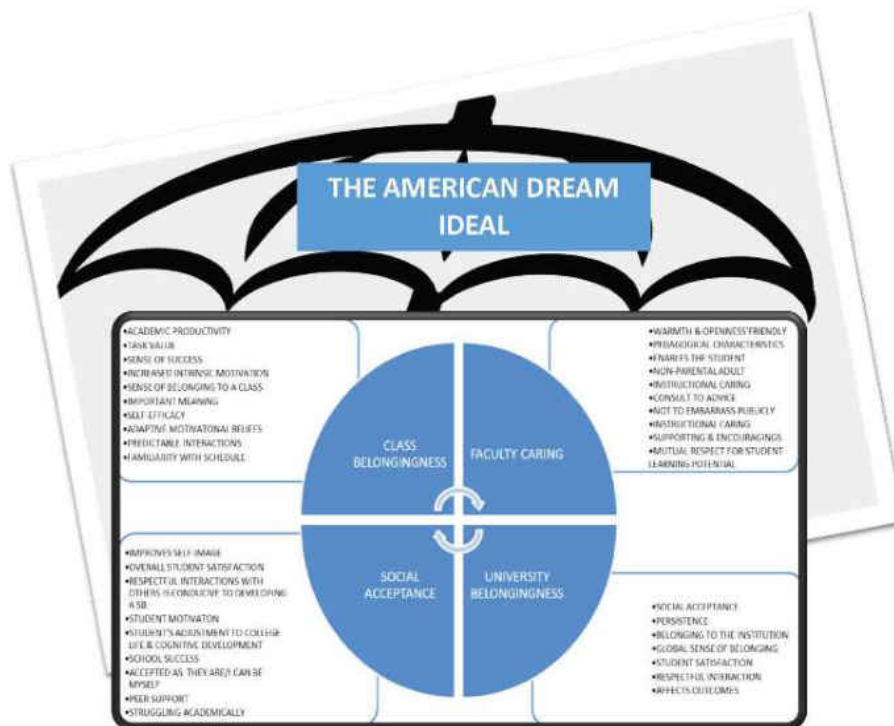 THE AMERICAN DREAM
IDEAL
•ACADEMIC PRODUCTIVITY
•TASK VALUE
•SENSE OF SUCCESS
•INCREASED INTRINSIC MOTIVATION
•SENSE OF BELONGING TO A CLASS
•IMPORTANT MEANING
•SELF-EFFICACY
•ADAPTIVE MOTIVATONAL BELIEFS
•PREDICTABLE INTERACTIONS
•FAMILIARITY WITH SCHEDULE
CLASS
BELONGINGNESS
FACULTY CARING
•WARMTH & OPENNESS'FRIENDLY
•PEDAGOGICAL CHARACTERISTICS
•ENABLES THE STUDENT
•NON-PARENTAL ADULT
•INSTRUCTIONAL CARING
•CONSULT TO ADVICE
•NOT TO EMBARRASS PUBLICLY
•INSTRUCTIONAL CARING
•SUPPORTING & ENCOURAGINGS
•MUTUAL RESPECT FOR STUDENT
LEARNING POTENTIAL
•IMPROVES SELF-IMAGE
•OVERALL STUDENT SATISFACTION
•RESPECTFUL INTERACTIONS WITH
OTHERS IS CONDUCIVE TO DEVELOPING
A SB
•STUDENT MOTIVATON
•STUDENT'S ADJUSTMENT TO COLLEGE
LIFE & COGNITIVE DEVELOPMENT
•SCHOOL SUCCESS
•ACCEPTED AS THEY ARE/I CAN BE
MYSELF
•PEER SUPPORT
•STRUGGLING ACADEMICALLY
SOCIAL
ACCEPTANCE
UNIVERSITY
BELONGINGNESS
•SOCIAL ACCEPTANCE
•PERSISTENCE
•BELONGING TO THE INSTITUTION
•GLOBAL SENSE OF BELONGING
•STUDENT SATISFACTION
•RESPECTFUL INTERACTION
•AFFECTS OUTCOMES